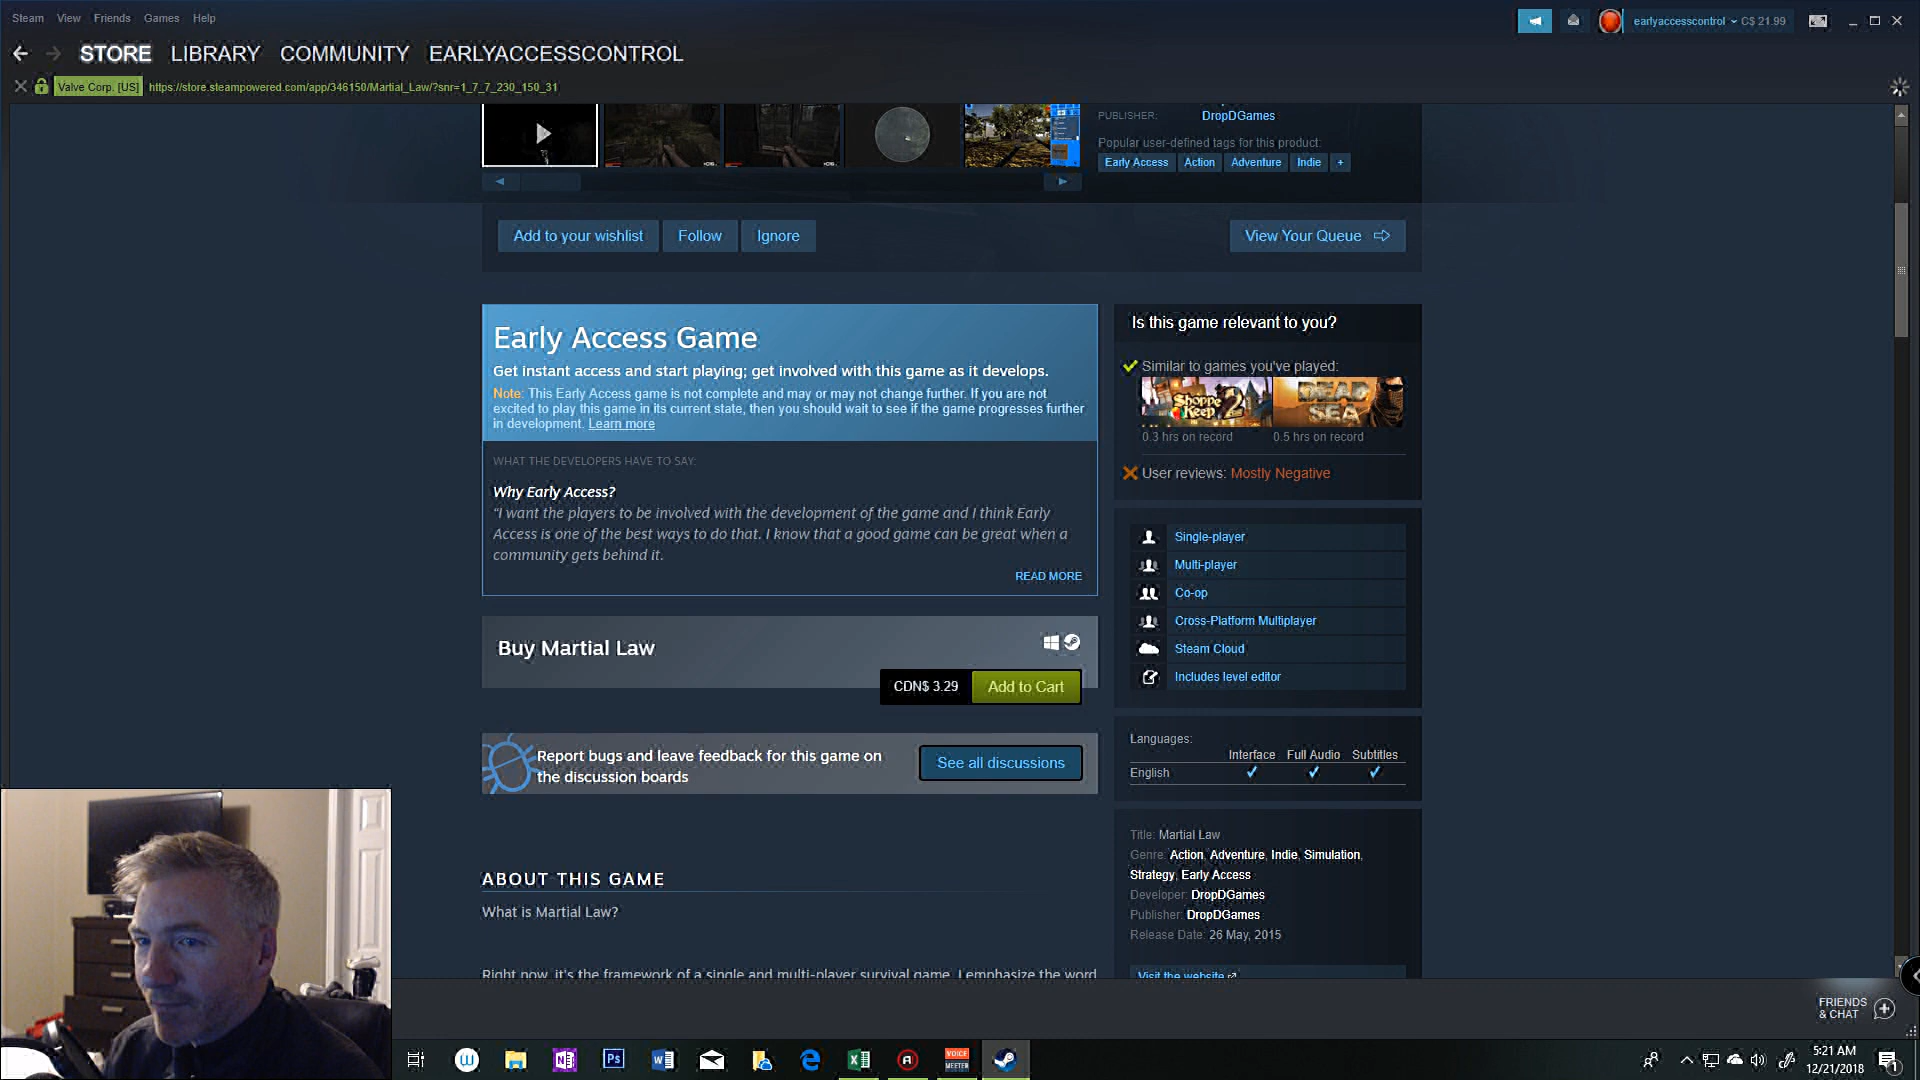 Steam View Friends Games Help
earlyaccesscontrol C$ 21.99
STORE LIBRARY COMMUNITY EARLYACCESSCONTROL
Valve Corp. [US] https://store.steampowered.com/app/346150/Martial_Law/?snr=1_7_7_230_150_31
PUBLISHER: DropDGames
Popular user-defined tags for this product:
Early Access Action Adventure Indie +
Add to your wishlist Follow Ignore View Your Queue
Early Access Game
Get instant access and start playing; get involved with this game as it develops.
Note: This Early Access game is not complete and may or may not change further. If you are not
excited to play this game in its current state, then you should wait to see if the game progresses further
in development. Learn more
WHAT THE DEVELOPERS HAVE TO SAY:
Why Early Access?
“I want the players to be involved with the development of the game and I think Early
Access is one of the best ways to do that. I know that a good game can be great when a
community gets behind it.
READ MORE
Buy Martial Law
CDN$ 3.29 Add to Cart
Report bugs and leave feedback for this game on
the discussion boards
See all discussions
ABOUT THIS GAME
What is Martial Law?
Right now, it's the framework of a single and multi-player survival game. I emphasize the word
Is this game relevant to you?
Similar to games you've played:
Shoppe Keep 2
DEAD SEA
0.3 hrs on record 0.5 hrs on record
User reviews: Mostly Negative
Single-player
Multi-player
Co-op
Cross-Platform Multiplayer
Steam Cloud
Includes level editor
Languages:
Interface Full Audio Subtitles
English
Title: Martial Law
Genre: Action, Adventure, Indie, Simulation,
Strategy, Early Access
Developer: DropDGames
Publisher: DropDGames
Release Date: 26 May, 2015
Visit the website
FRIENDS
& CHAT
VOICE
MEETER
Ps
5:21 AM
12/21/2018
1